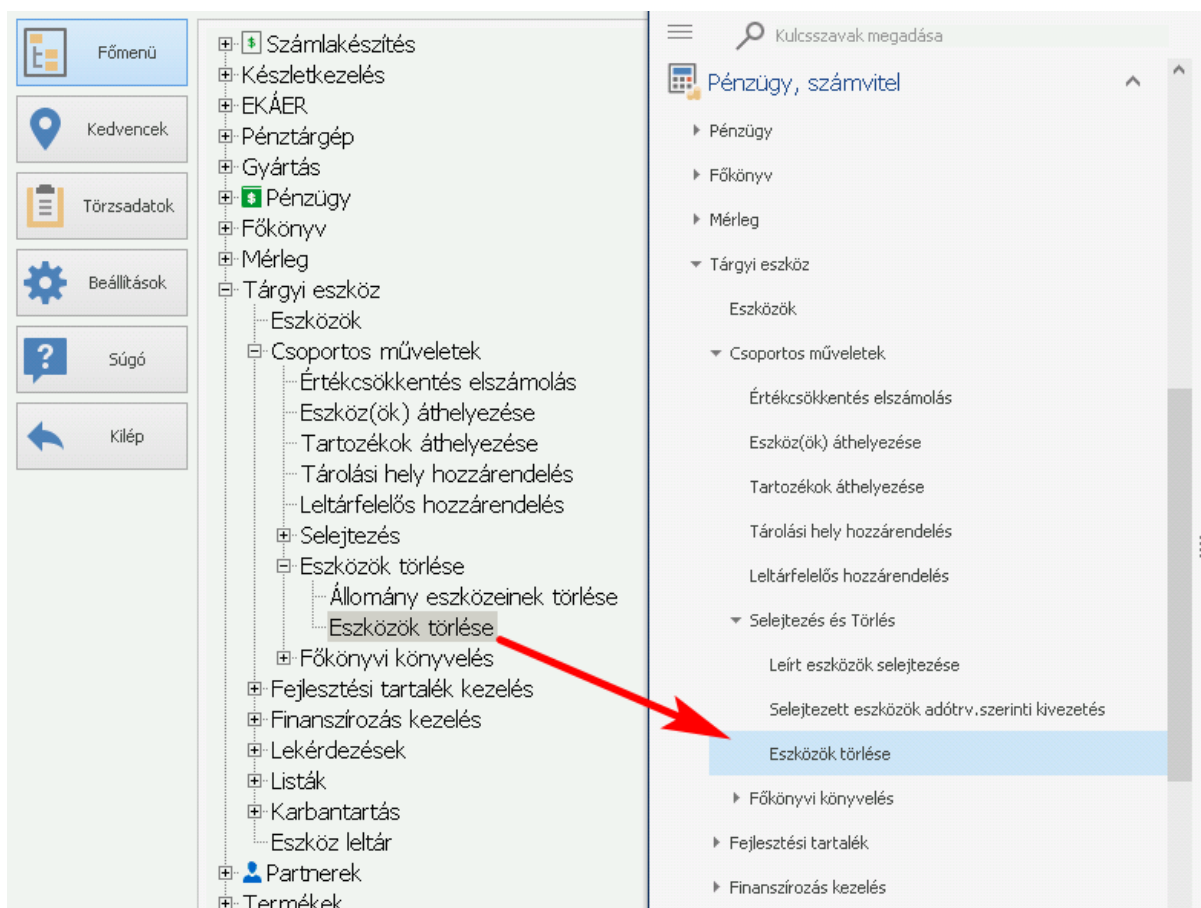 Főmenü
Kedvencek
Törzsadatok
Beállítások
Súgó
Kilép
Számlakészítés
Készletkezelés
EKÁER
Pénztárgép
Gyártás
Pénzügy
Főkönyv
Mérleg
Tárgyi eszköz
Eszközök
Csoportos műveletek
Értékcsökkentés elszámolás
Eszköz(ök) áthelyezése
Tartozékok áthelyezése
Tárolási hely hozzárendelés
Leltárfelelős hozzárendelés
Selejtezés
Eszközök törlése
Állomány eszközeinek törlése
Eszközök törlése
Főkönyvi könyvelés
Fejlesztési tartalék kezelés
Finanszírozás kezelés
Lekérdezések
Listák
Karbantartás
Eszköz leltár
Partnerek
Termékek
Kulcsszavak megadása
Pénzügy, számvitel
Pénzügy
Főkönyv
Mérleg
Tárgyi eszköz
Eszközök
Csoportos műveletek
Értékcsökkentés elszámolás
Eszköz(ök) áthelyezése
Tartozékok áthelyezése
Tárolási hely hozzárendelés
Leltárfelelős hozzárendelés
Selejtezés és Törlés
Leírt eszközök selejtezése
Selejtezett eszközök adótrv.szerinti kivezetés
Eszközök törlése
Főkönyvi könyvelés
Fejlesztési tartalék
Finanszírozás kezelés